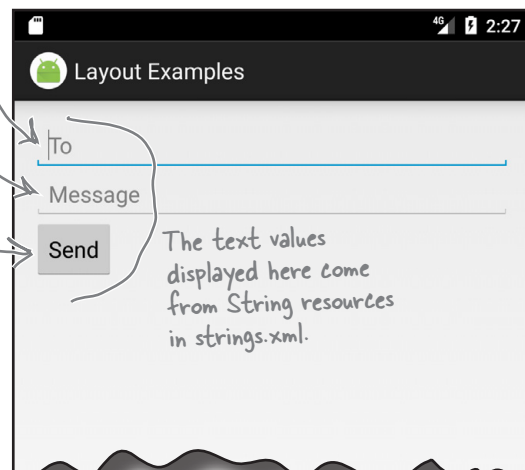 4G 2:27
Layout Examples
To
Message
Send
The text values
displayed here come
from String resources
in strings.xml.